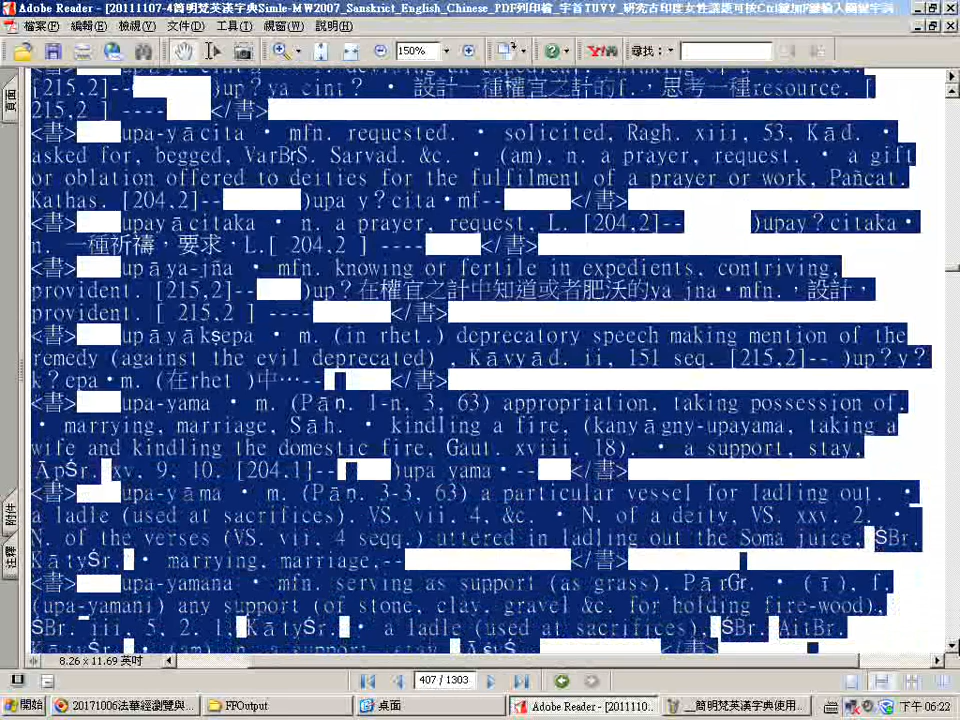 Adobe Reader - [20111107-4簡明梵英漢字典Simle-MW2007_Sanskrict_English_Chinese_PDF列印檔_字首TUVY_研究古印度女性議題可按Ctrl鍵加F鍵輸入關鍵字詞
檔案(F) 編輯(E) 檢視(V) 文件(D) 工具(T) 視窗(W) 說明(H)
150% Y! 尋找：
[215,2]-- )up？ya cint？ • 設計一種權宜之計的f.，思考一種resource. [
215,2 ] ---- </書>
<書> upa-yācita • mfn. requested. • solicited, Ragh. xiii, 53, Kād. •
asked for, begged, VarBṛS. Sarvad. &c. • (am), n. a prayer, request. • a gift
or oblation offered to deities for the fulfilment of a prayer or work, Pañcat.
Kathas. [204,2]-- )upa y？cita•mf-- </書>
<書> upayācitaka • n. a prayer, request, L. [204,2]-- )upay？citaka•
n. 一種祈禱，要求，L.[ 204,2 ] ---- </書>
<書> upāya-jña • mfn. knowing or fertile in expedients, contriving,
provident. [215,2]-- )up？在權宜之計中知道或者肥沃的ya jna•mfn.，設計，
provident. [ 215,2 ] ---- </書>
<書> upāyākṣepa • m. (in rhet.) deprecatory speech making mention of the
remedy (against the evil deprecated) Kāvyād. ii, 151 seq. [215,2]-- )up？y？
k？epa•m. (在rhet )中…-- </書>
<書> upa-yama • m. (Pāṇ. 1-n. 3, 63) appropriation, taking possession of,
• marrying, marriage, Sāh. • kindling a fire, (kanyāgny-upayama, taking a
wife and kindling the domestic fire, Gaut. xviii, 18). • a support, stay,
ĀpŚr. xv. 9, 10. [204,1]-- )upa yama •-- </書>
<書> upa-yāma • m. (Pāṇ. 3-3, 63) a particular vessel for ladling out. •
a ladle (used at sacrifices), VS. vii, 4, &c. • N. of a deity, VS. xxv, 2. •
N. of the verses (VS. vii, 4 seqq.) uttered in ladling out the Soma juice, ŚBr.
KātyŚr. • marrying, marriage,-- </書>
<書> upa-yamana • mfn. serving as support (as grass), PārGr. • (ī), f.
(upa-yamanī) any support (of stone, clay, gravel &c. for holding fire-wood),
ŚBr. iii, 5, 2, 1, KātyŚr. • a ladle (used at sacrifices), ŚBr. AitBr.
頁面
附件
註釋
8.26 x 11.69 英吋
407 / 1303
開始 20171006法華經瀏覽與... FFOutput 桌面 Adobe Reader - [2011110... __簡明梵英漢字典使用... 下午 06:22